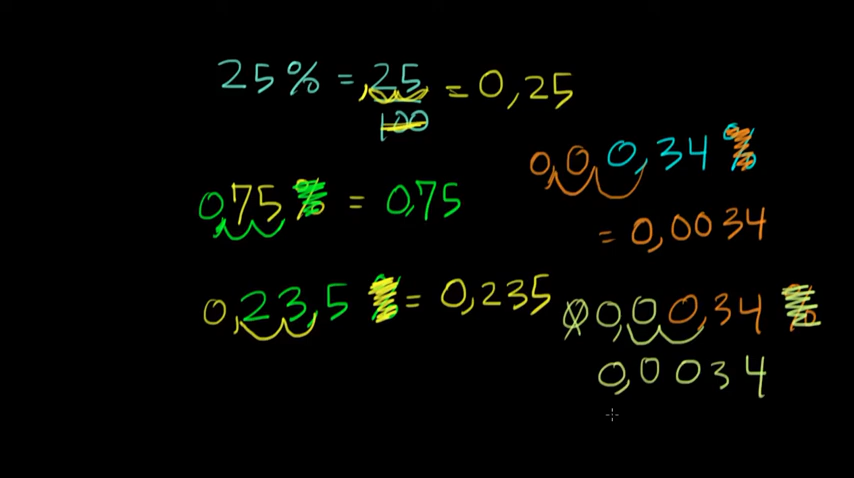 25% = 25/100 = 0,25
0,0 0,34 %
= 0,0034
0,75 % = 0,75
0,23,5 % = 0,235
0 0,0 0,34 %
0,0034